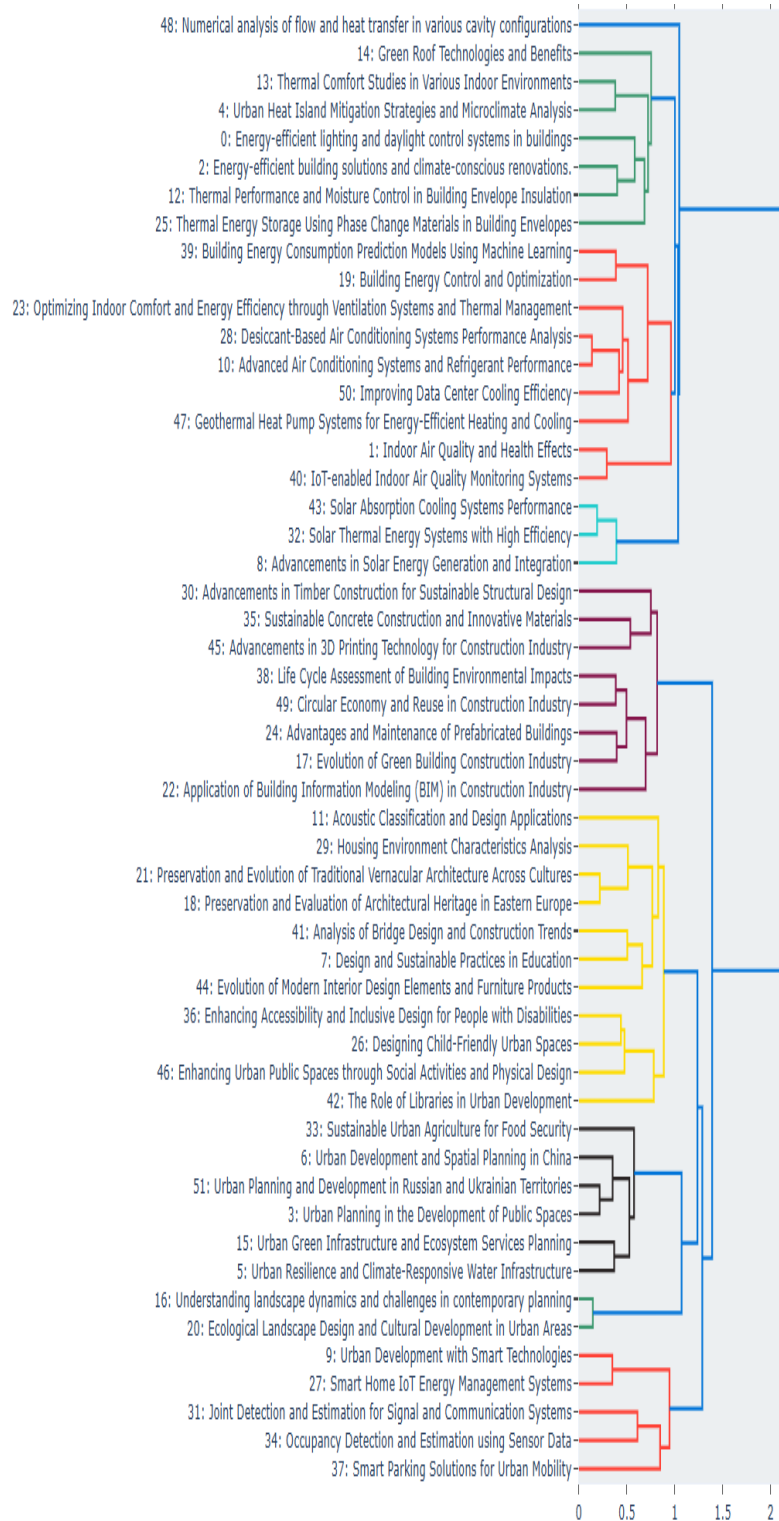 48: Numerical analysis of flow and heat transfer in various cavity configurations
14: Green Roof Technologies and Benefits
13: Thermal Comfort Studies in Various Indoor Environments
4: Urban Heat Island Mitigation Strategies and Microclimate Analysis
0: Energy-efficient lighting and daylight control systems in buildings
2: Energy-efficient building solutions and climate-conscious renovations.
12: Thermal Performance and Moisture Control in Building Envelope Insulation
25: Thermal Energy Storage Using Phase Change Materials in Building Envelopes
39: Building Energy Consumption Prediction Models Using Machine Learning
19: Building Energy Control and Optimization
23: Optimizing Indoor Comfort and Energy Efficiency through Ventilation Systems and Thermal Management
28: Desiccant-Based Air Conditioning Systems Performance Analysis
10: Advanced Air Conditioning Systems and Refrigerant Performance
50: Improving Data Center Cooling Efficiency
47: Geothermal Heat Pump Systems for Energy-Efficient Heating and Cooling
1: Indoor Air Quality and Health Effects
40: IoT-enabled Indoor Air Quality Monitoring Systems
43: Solar Absorption Cooling Systems Performance
32: Solar Thermal Energy Systems with High Efficiency
8: Advancements in Solar Energy Generation and Integration
30: Advancements in Timber Construction for Sustainable Structural Design
35: Sustainable Concrete Construction and Innovative Materials
45: Advancements in 3D Printing Technology for Construction Industry
38: Life Cycle Assessment of Building Environmental Impacts
49: Circular Economy and Reuse in Construction Industry
24: Advantages and Maintenance of Prefabricated Buildings
17: Evolution of Green Building Construction Industry
22: Application of Building Information Modeling (BIM) in Construction Industry
11: Acoustic Classification and Design Applications
29: Housing Environment Characteristics Analysis
21: Preservation and Evolution of Traditional Vernacular Architecture Across Cultures
18: Preservation and Evaluation of Architectural Heritage in Eastern Europe
41: Analysis of Bridge Design and Construction Trends
7: Design and Sustainable Practices in Education
44: Evolution of Modern Interior Design Elements and Furniture Products
36: Enhancing Accessibility and Inclusive Design for People with Disabilities
26: Designing Child-Friendly Urban Spaces
46: Enhancing Urban Public Spaces through Social Activities and Physical Design
42: The Role of Libraries in Urban Development
33: Sustainable Urban Agriculture for Food Security
6: Urban Development and Spatial Planning in China
51: Urban Planning and Development in Russian and Ukrainian Territories
3: Urban Planning in the Development of Public Spaces
15: Urban Green Infrastructure and Ecosystem Services Planning
5: Urban Resilience and Climate-Responsive Water Infrastructure
16: Understanding landscape dynamics and challenges in contemporary planning
20: Ecological Landscape Design and Cultural Development in Urban Areas
9: Urban Development with Smart Technologies
27: Smart Home IoT Energy Management Systems
31: Joint Detection and Estimation for Signal and Communication Systems
34: Occupancy Detection and Estimation using Sensor Data
37: Smart Parking Solutions for Urban Mobility
0 0.5 1 1.5 2